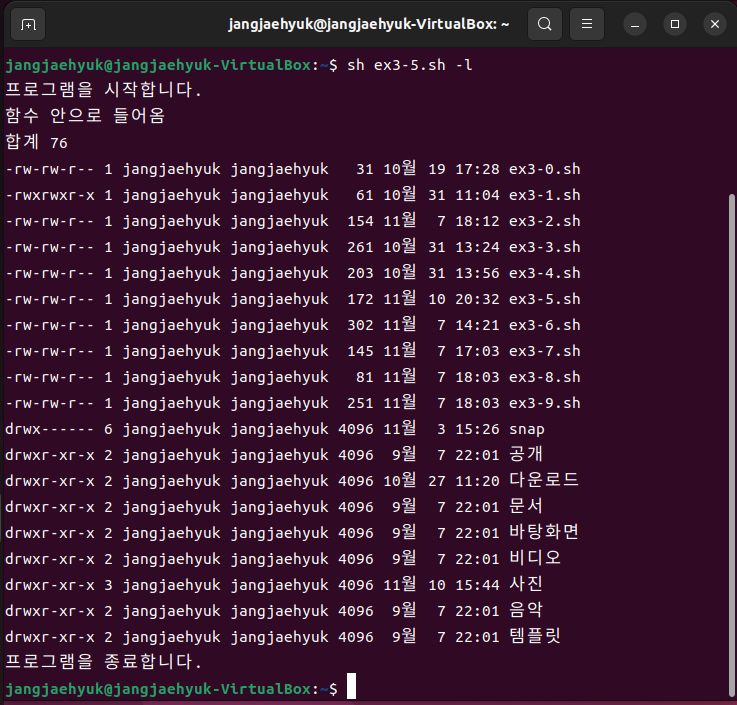 jangjaehyuk@jangjaehyuk-VirtualBox: ~
jangjaehyuk@jangjaehyuk-VirtualBox:~$ sh ex3-5.sh -l
프로그램을 시작합니다.
함수 안으로 들어옴
합계 76
-rw-rw-r-- 1 jangjaehyuk jangjaehyuk   31 10월 19 17:28 ex3-0.sh
-rwxrwxr-x 1 jangjaehyuk jangjaehyuk   61 10월 31 11:04 ex3-1.sh
-rw-rw-r-- 1 jangjaehyuk jangjaehyuk  154 11월  7 18:12 ex3-2.sh
-rw-rw-r-- 1 jangjaehyuk jangjaehyuk  261 10월 31 13:24 ex3-3.sh
-rw-rw-r-- 1 jangjaehyuk jangjaehyuk  203 10월 31 13:56 ex3-4.sh
-rw-rw-r-- 1 jangjaehyuk jangjaehyuk  172 11월 10 20:32 ex3-5.sh
-rw-rw-r-- 1 jangjaehyuk jangjaehyuk  302 11월  7 14:21 ex3-6.sh
-rw-rw-r-- 1 jangjaehyuk jangjaehyuk  145 11월  7 17:03 ex3-7.sh
-rw-rw-r-- 1 jangjaehyuk jangjaehyuk   81 11월  7 18:03 ex3-8.sh
-rw-rw-r-- 1 jangjaehyuk jangjaehyuk  251 11월  7 18:03 ex3-9.sh
drwx------ 6 jangjaehyuk jangjaehyuk 4096 11월  3 15:26 snap
drwxr-xr-x 2 jangjaehyuk jangjaehyuk 4096  9월  7 22:01 공개
drwxr-xr-x 2 jangjaehyuk jangjaehyuk 4096 10월 27 11:20 다운로드
drwxr-xr-x 2 jangjaehyuk jangjaehyuk 4096  9월  7 22:01 문서
drwxr-xr-x 2 jangjaehyuk jangjaehyuk 4096  9월  7 22:01 바탕화면
drwxr-xr-x 2 jangjaehyuk jangjaehyuk 4096  9월  7 22:01 비디오
drwxr-xr-x 3 jangjaehyuk jangjaehyuk 4096 11월 10 15:44 사진
drwxr-xr-x 2 jangjaehyuk jangjaehyuk 4096  9월  7 22:01 음악
drwxr-xr-x 2 jangjaehyuk jangjaehyuk 4096  9월  7 22:01 템플릿
프로그램을 종료합니다.
jangjaehyuk@jangjaehyuk-VirtualBox:~$